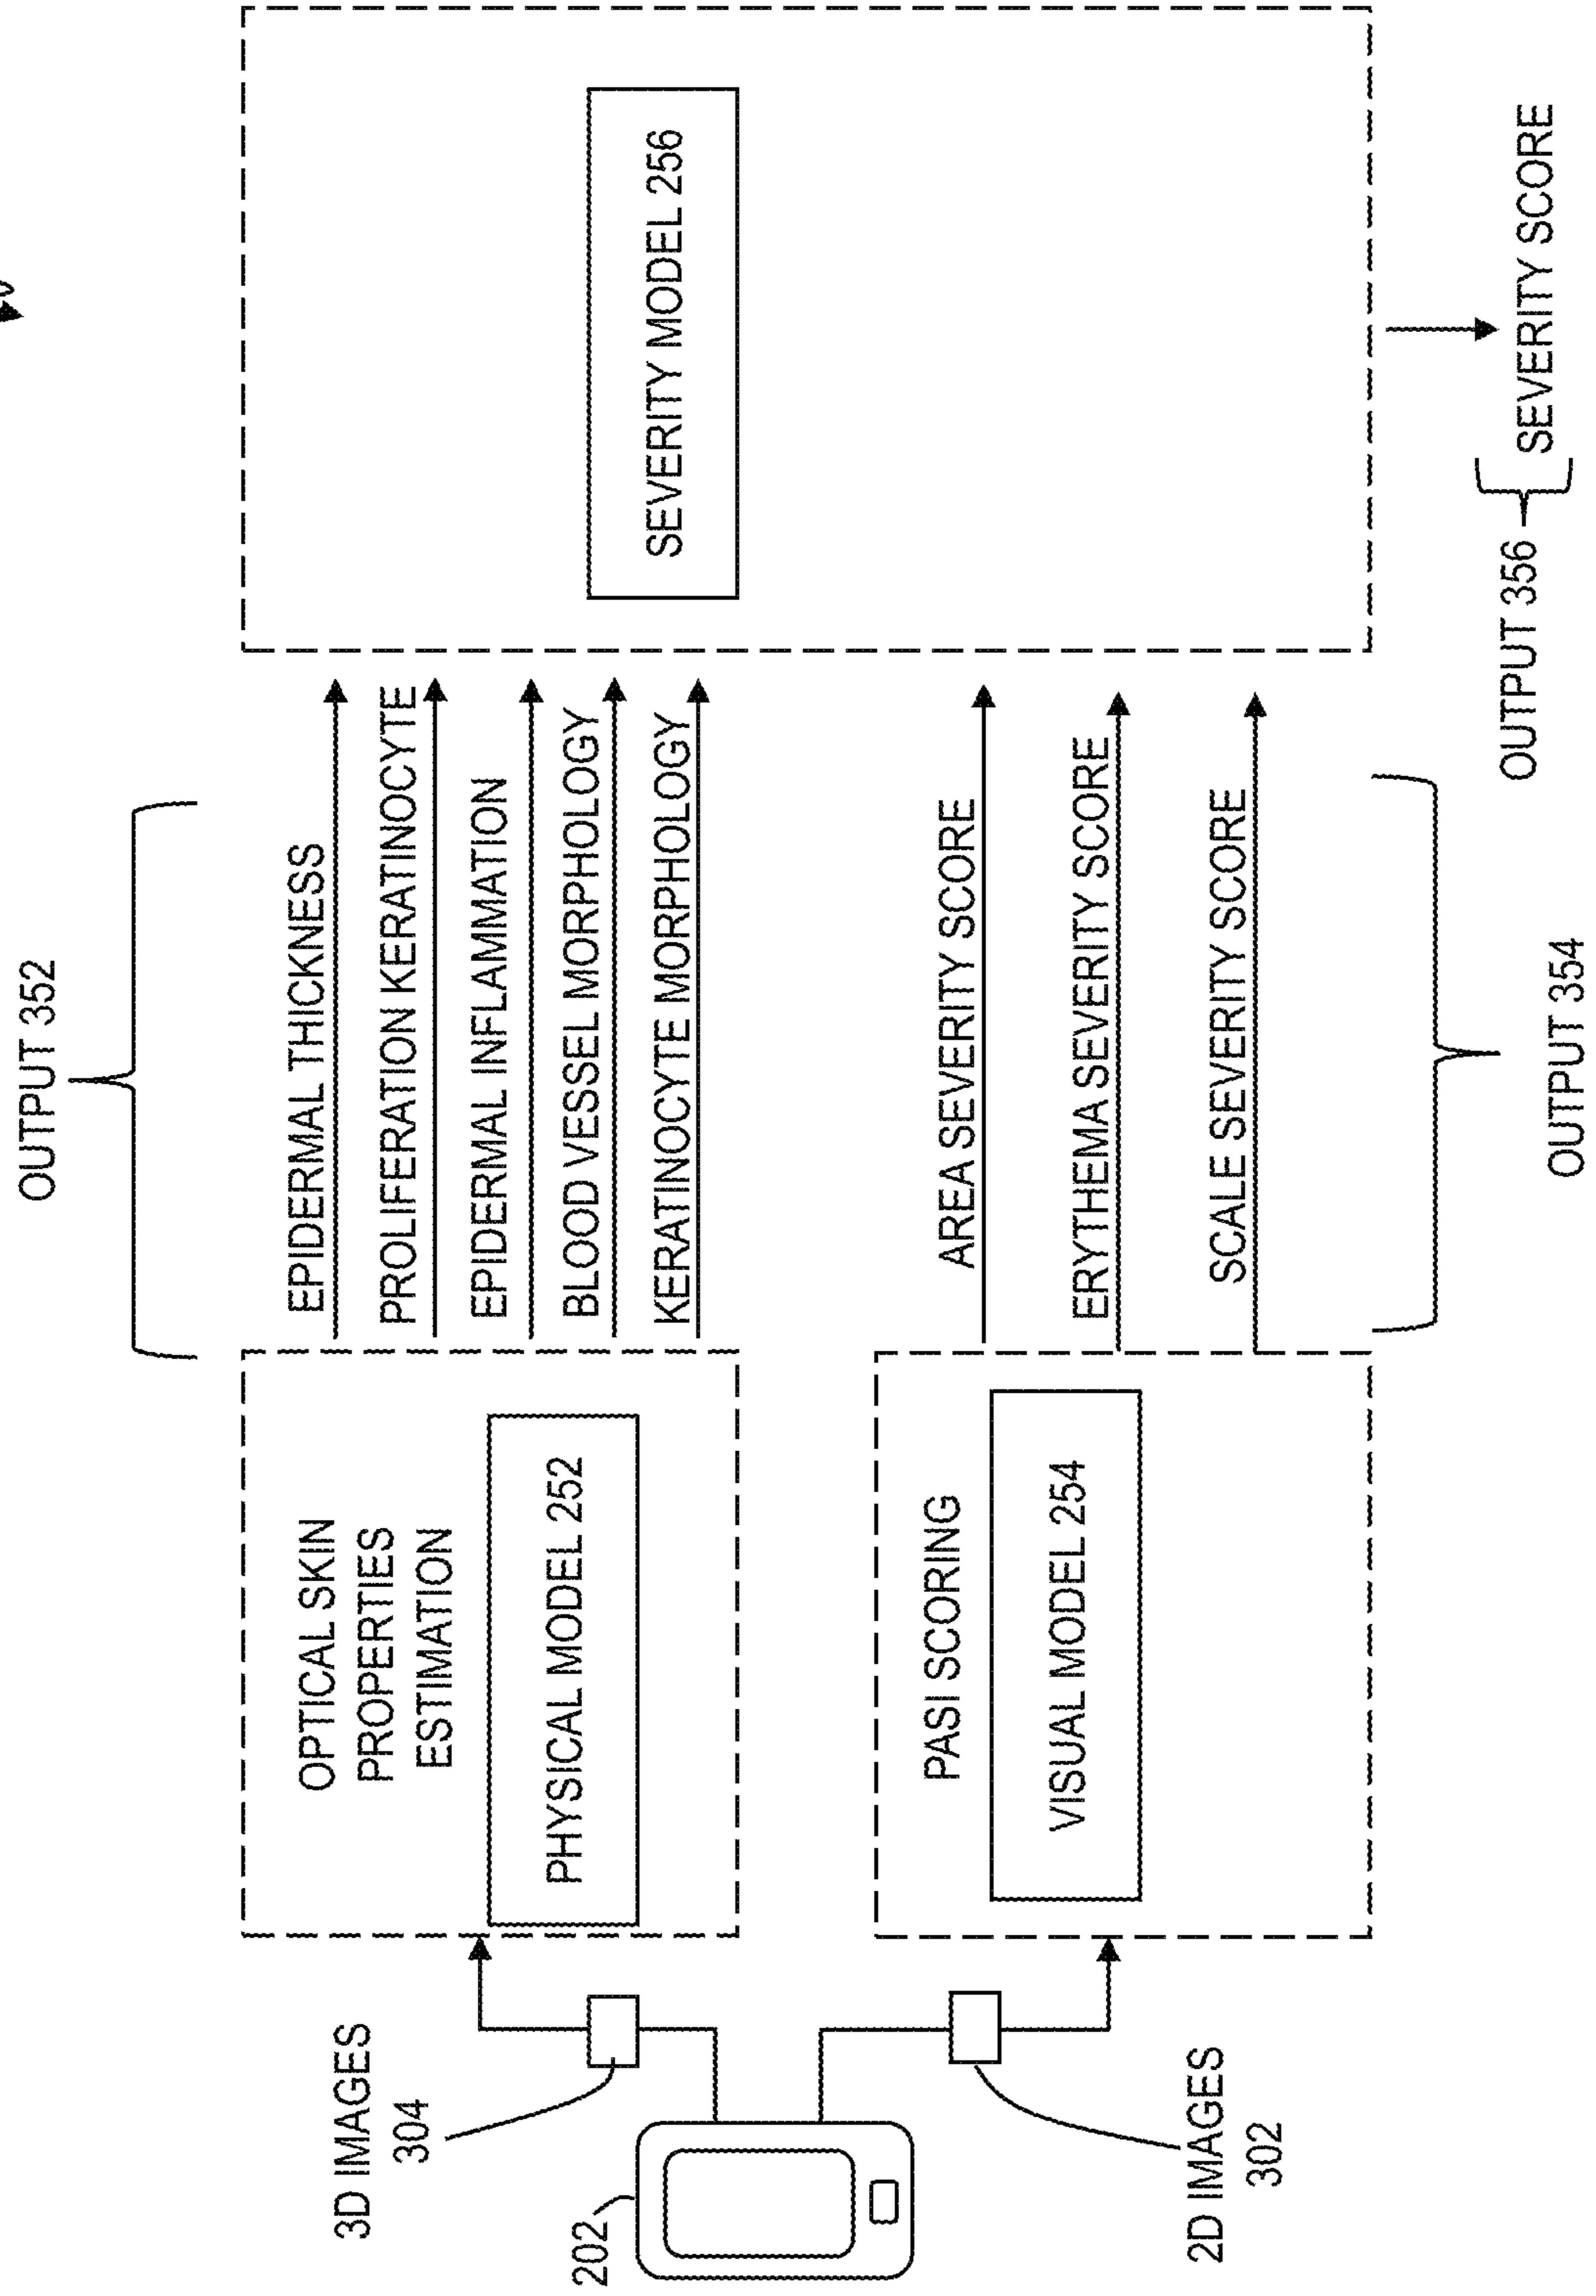 3D IMAGES
304
202
2D IMAGES
302
OPTICAL SKIN
PROPERTIES
ESTIMATION
PHYSICAL MODEL 252
PASI SCORING
VISUAL MODEL 254
OUTPUT 352
EPIDERMAL THICKNESS
PROLIFERATION KERATINOCYTE
EPIDERMAL INFLAMMATION
BLOOD VESSEL MORPHOLOGY
KERATINOCYTE MORPHOLOGY
AREA SEVERITY SCORE
ERYTHEMA SEVERITY SCORE
SCALE SEVERITY SCORE
OUTPUT 354
SEVERITY MODEL 256
OUTPUT 356
SEVERITY SCORE